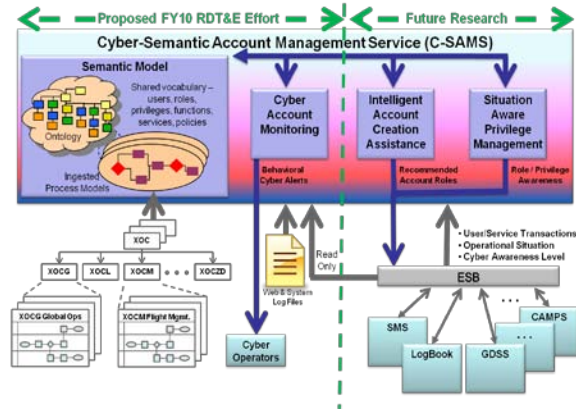 Proposed FY10 RDT&E Effort
Future Research
Cyber-Semantic Account Management Service (C-SAMS)
Semantic Model
Shared vocabulary –
users, roles,
privileges, functions,
services, policies
Ontology
Ingested
Process Models
Cyber
Account
Monitoring
Intelligent
Account
Creation
Assistance
Situation
Aware
Privilege
Management
Behavioral
Cyber Alerts
Recommended
Account Roles
Role / Privilege
Awareness
XOC
XOCG
XOCL
XOCM
XOCZD
XOCG Global Ops
XOCM Flight Mgmt.
Web & System
Log Files
Read
Only
Cyber
Operators
• User/Service Transactions
• Operational Situation
• Cyber Awareness Level
ESB
SMS
LogBook
GDSS
. . .
CAMPS
. . .